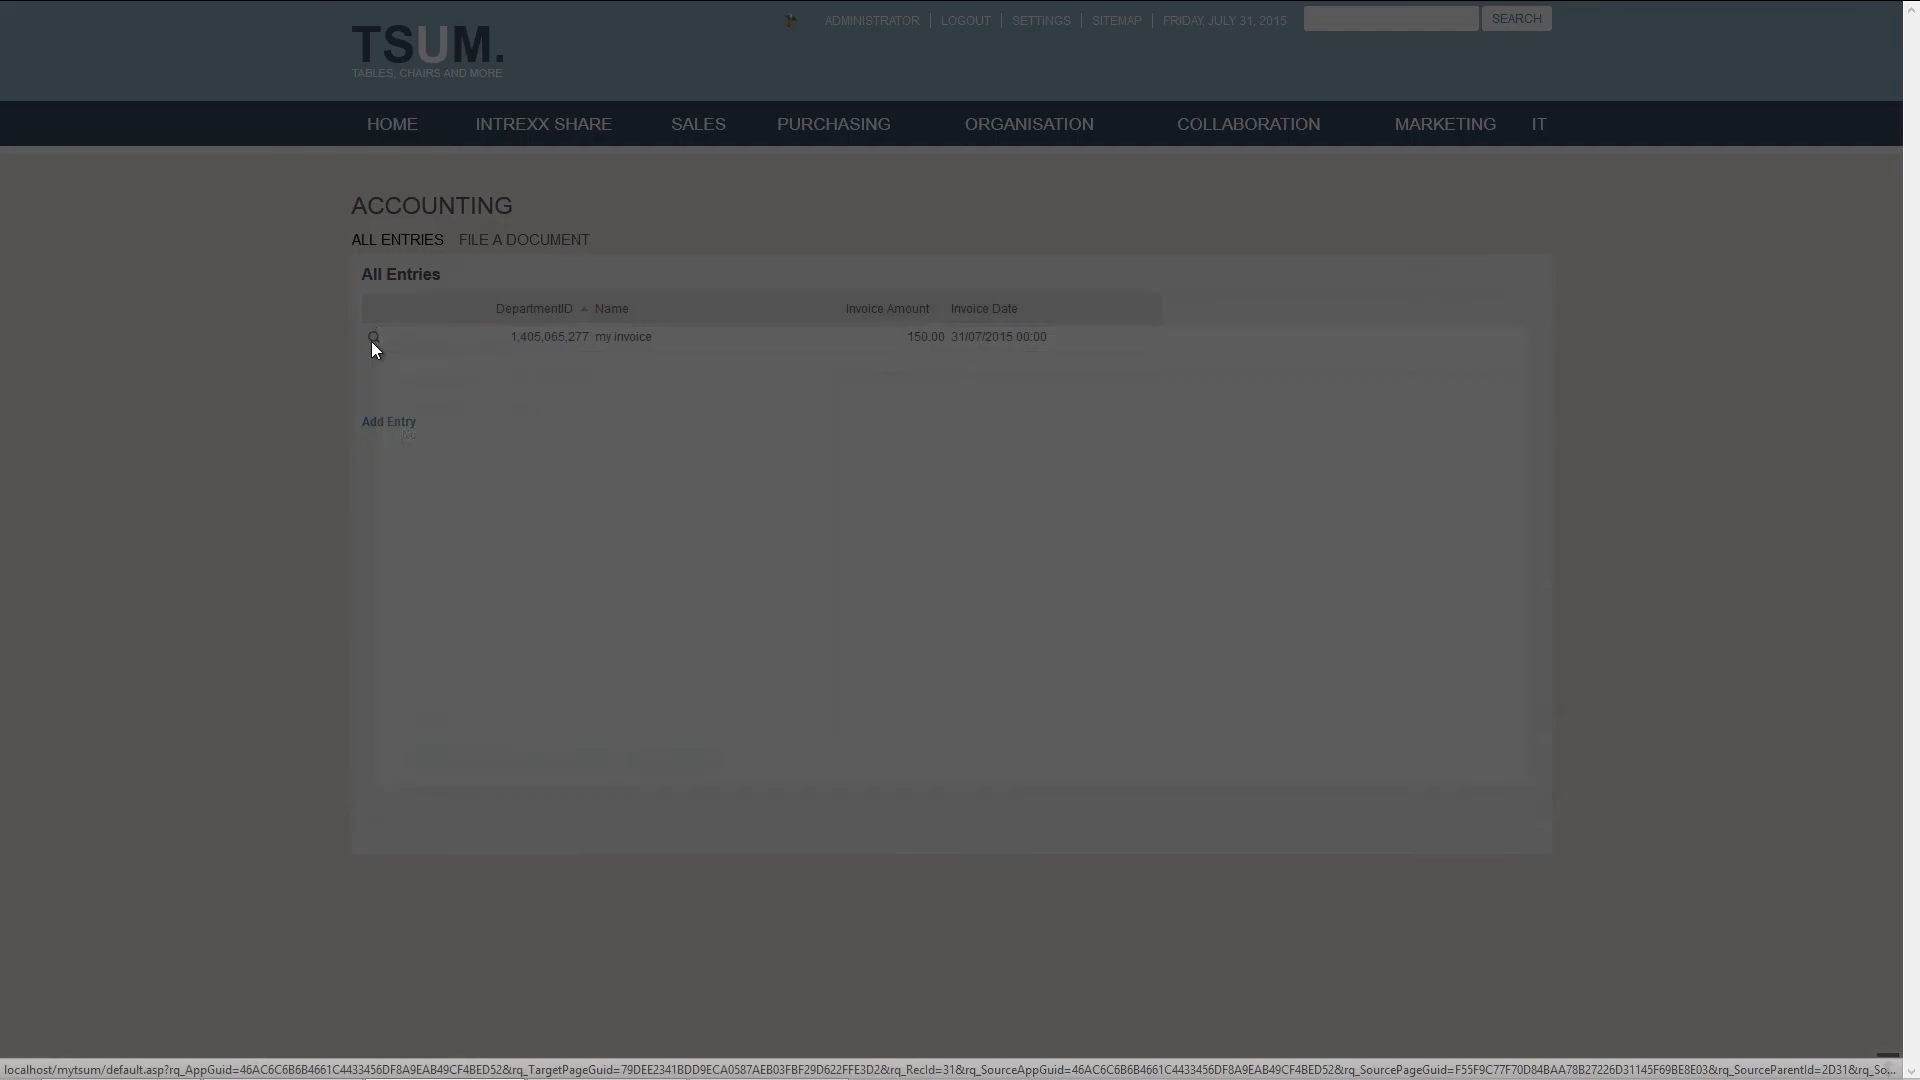 ADMINISTRATOR LOGOUT SETTINGS SITEMAP FRIDAY, JULY 31, 2015 SEARCH
TSUM.
TABLES, CHAIRS AND MORE
HOME INTREXX SHARE SALES PURCHASING ORGANISATION COLLABORATION MARKETING IT
ACCOUNTING
ALL ENTRIES FILE A DOCUMENT
All Entries
DepartmentID Name Invoice Amount Invoice Date
1,405,065,277 my invoice 150.00 31/07/2015 00:00
Add Entry
localhost/mytsum/default.asp?rq_AppGuid=46AC6C6B6B4661C4433456DF8A9EAB49CF4BED52&rq_TargetPageGuid=79DEE2341BDD9ECA0587AEB03FBF29D622FFE3D2&rq_RecId=31&rq_SourceAppGuid=46AC6C6B6B4661C4433456DF8A9EAB49CF4BED52&rq_SourcePageGuid=F55F9C77F70D84BAA78B27226D31145F69BE8E03&rq_SourceParentId=2D31&rq_So...